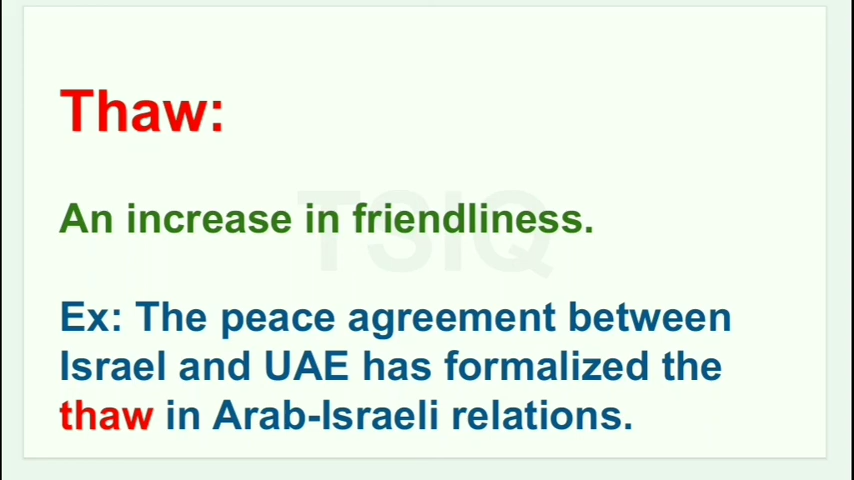 Thaw:
TSIQ
An increase in friendliness.
Ex: The peace agreement between
Israel and UAE has formalized the
thaw in Arab-Israeli relations.